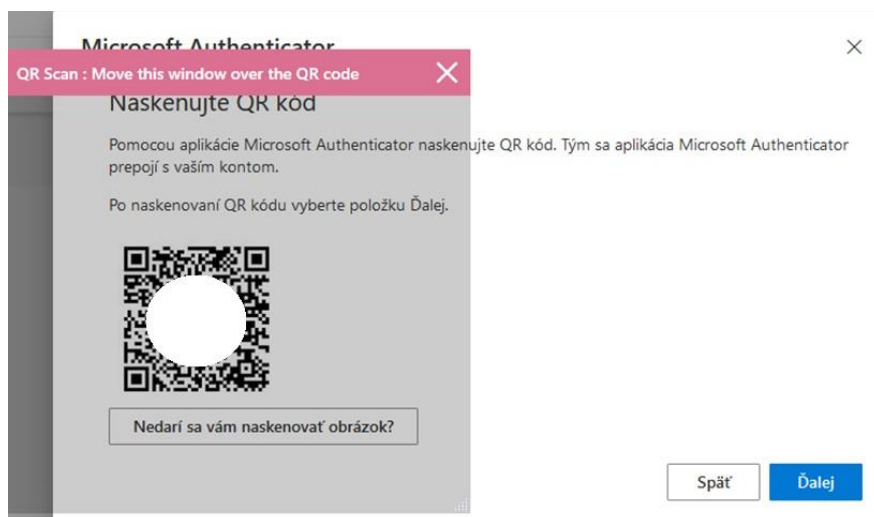 Microsoft Authenticator
QR Scan : Move this window over the QR code
Naskenujte QR kód
Pomocou aplikácie Microsoft Authenticator naskenujte QR kód. Tým sa aplikácia Microsoft Authenticator
prepojí s vaším kontom.
Po naskenovaní QR kódu vyberte položku Ďalej.
Nedarí sa vám naskenovať obrázok?
Späť
Ďalej